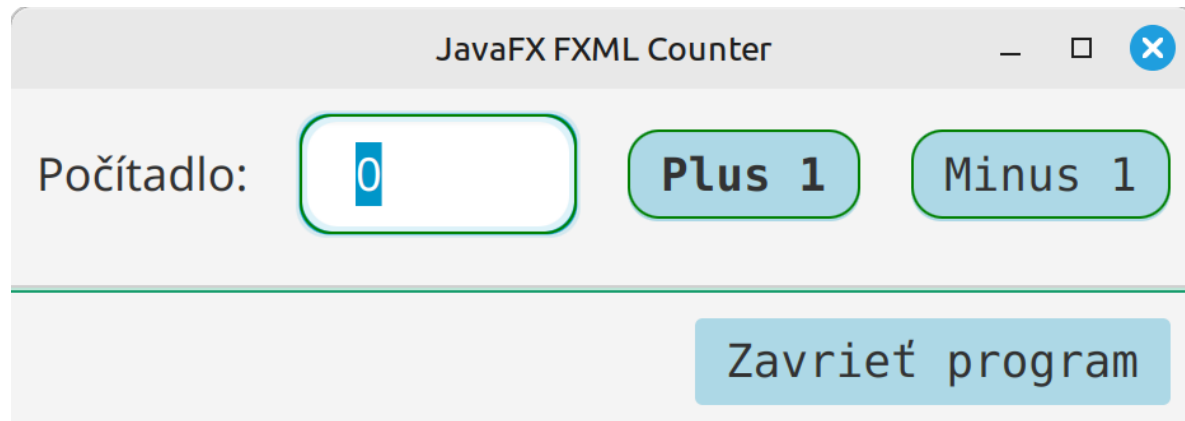 JavaFX FXML Counter
Počítadlo: 0 Plus 1 Minus 1
Zavrieť program